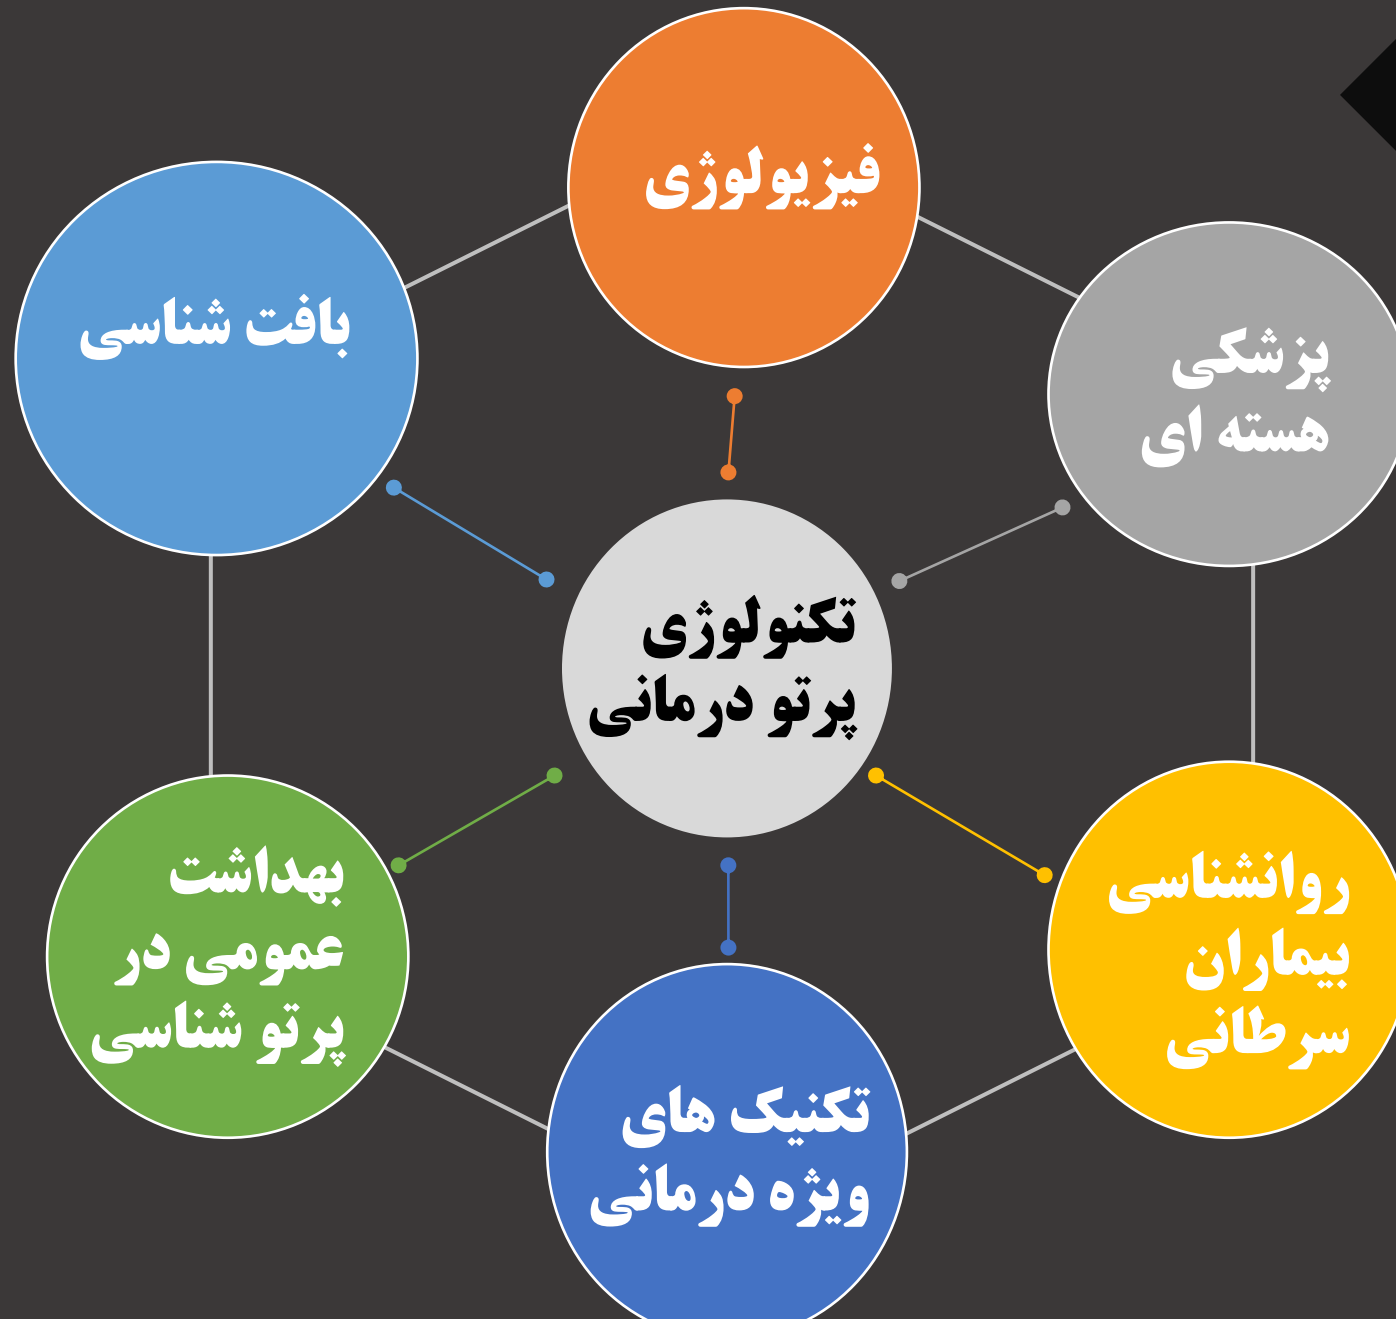 فیزیولوژی
بافت شناسی
پزشکی
هسته ای
تکنولوژی
پرتو درمانی
بهداشت
عمومی در
پرتو شناسی
روانشناسی
بیماران
سرطانی
تکنیک های
ویژه درمانی